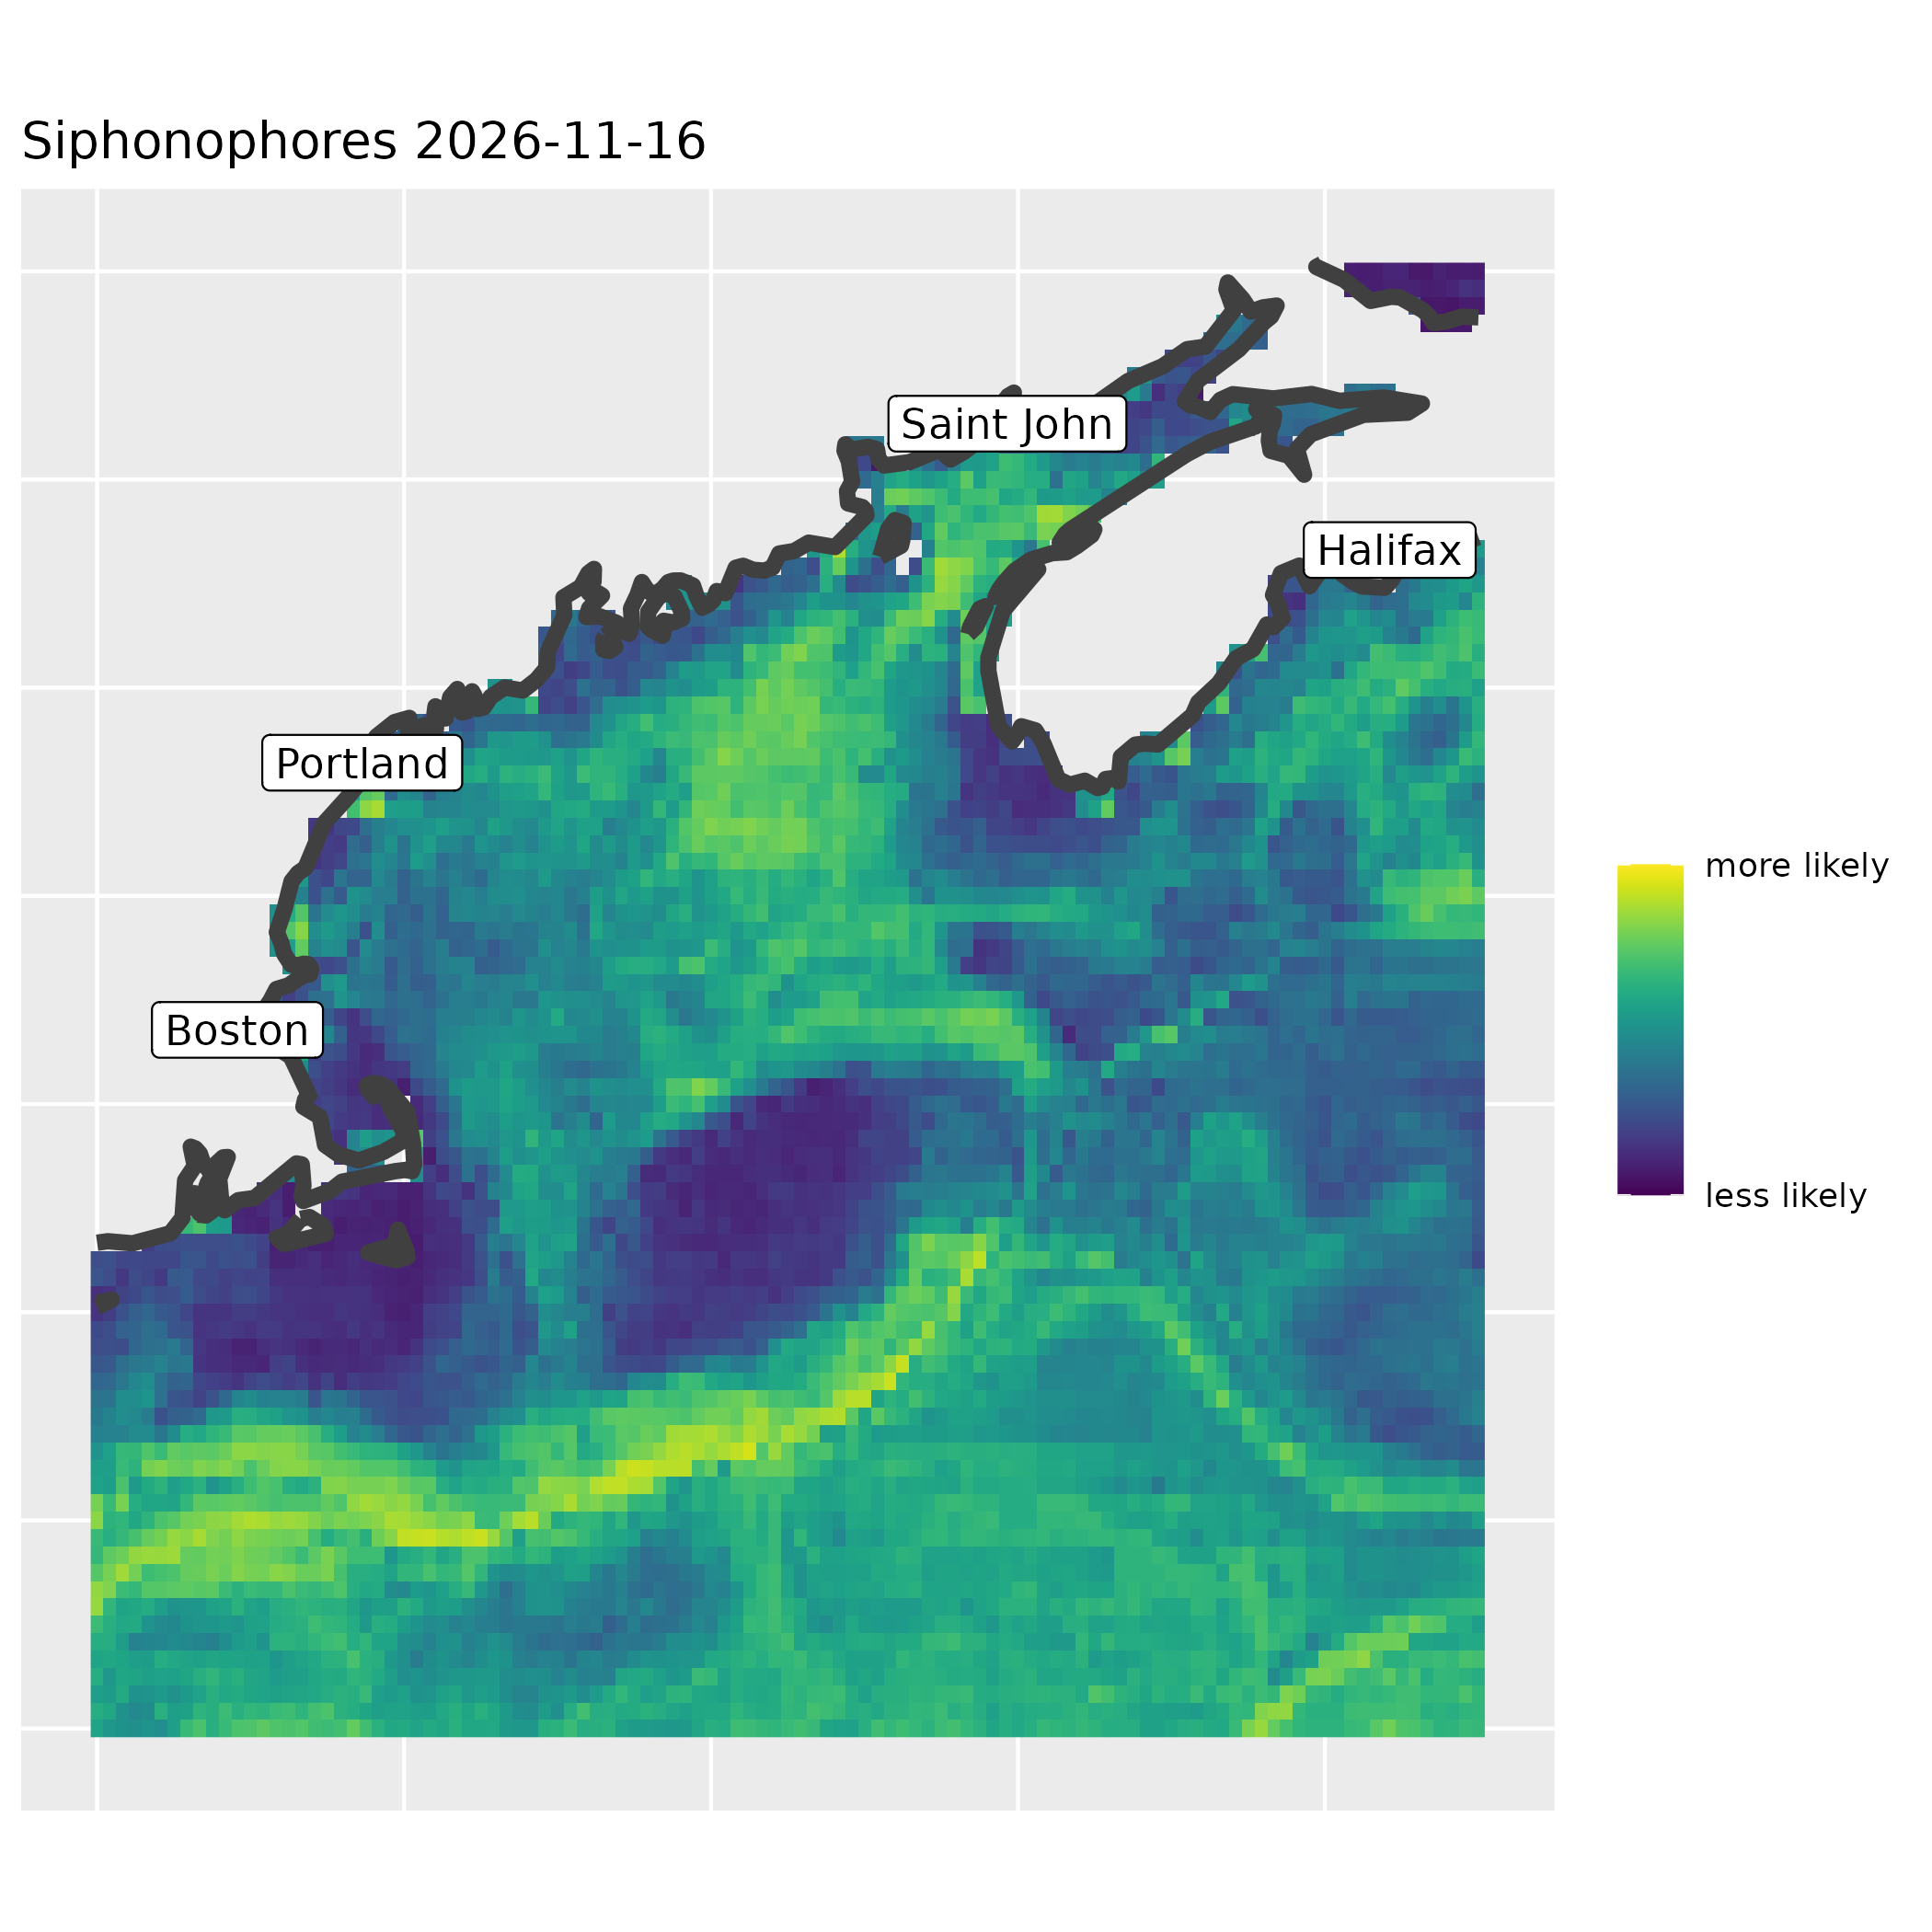 Siphonophores 2026-11-16
Saint John
Halifax
Portland
more likely
Boston
less likely